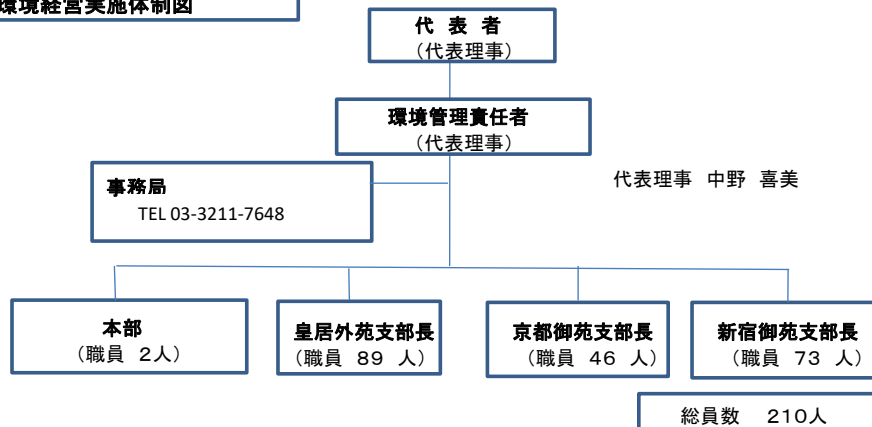 環境経営実施体制図
代 表 者
（代表理事）
環境管理責任者
（代表理事）
事務局
TEL 03-3211-7648
代表理事 中野 喜美
本部
（職員 2人）
皇居外苑支部長
（職員 89 人）
京都御苑支部長
（職員 46 人）
新宿御苑支部長
（職員 73 人）
総員数 210人